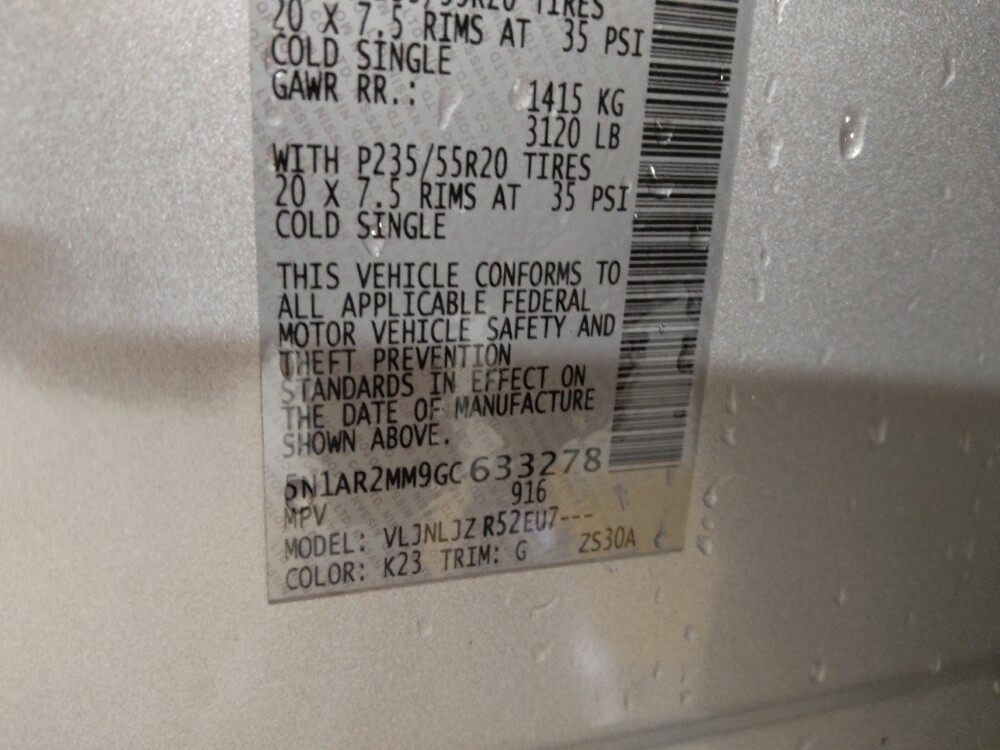 /55R20 TIRES
20 X 7.5 RIMS AT 35 PSI
COLD SINGLE
GAWR RR.: 1415 KG
3120 LB
WITH P235/55R20 TIRES
20 X 7.5 RIMS AT 35 PSI
COLD SINGLE
THIS VEHICLE CONFORMS TO
ALL APPLICABLE FEDERAL
MOTOR VEHICLE SAFETY AND
THEFT PREVENTION
STANDARDS IN EFFECT ON
THE DATE OF MANUFACTURE
SHOWN ABOVE.
5N1AR2MM9GC633278
MPV 916
MODEL: VLJNLJZ R52EU7---
COLOR: K23 TRIM: G ZS30A